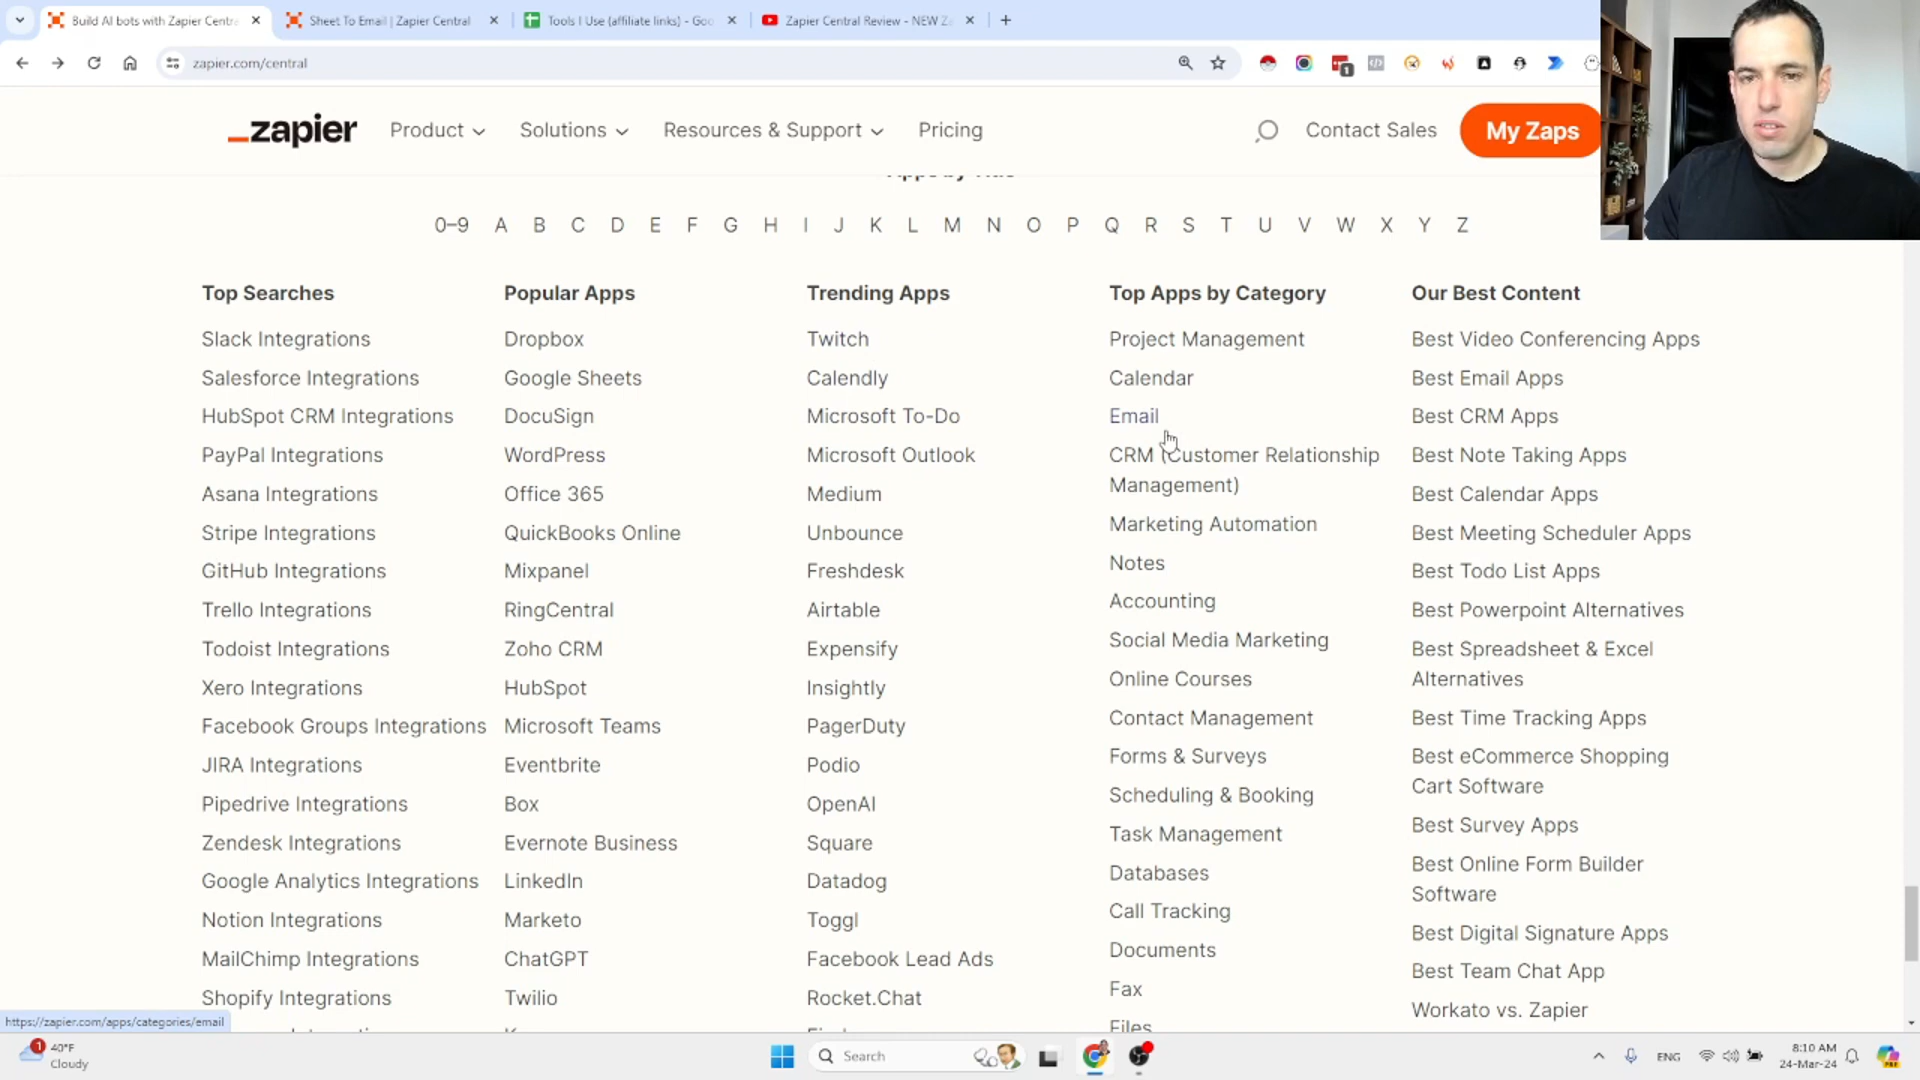 Build AI bots with Zapier Centra
Sheet To Email | Zapier Central
Tools I Use (affiliate links) - Goo
Zapier Central Review - NEW Za
zapier.com/central
1
_zapier
Product
Solutions
Resources & Support
Pricing
Contact Sales
My Zaps
0–9 A B C D E F G H I J K L M N O P Q R S T U V W X Y Z
Top Searches
Slack Integrations
Salesforce Integrations
HubSpot CRM Integrations
PayPal Integrations
Asana Integrations
Stripe Integrations
GitHub Integrations
Trello Integrations
Todoist Integrations
Xero Integrations
Facebook Groups Integrations
JIRA Integrations
Pipedrive Integrations
Zendesk Integrations
Google Analytics Integrations
Notion Integrations
MailChimp Integrations
Shopify Integrations
Popular Apps
Dropbox
Google Sheets
DocuSign
WordPress
Office 365
QuickBooks Online
Mixpanel
RingCentral
Zoho CRM
HubSpot
Microsoft Teams
Eventbrite
Box
Evernote Business
LinkedIn
Marketo
ChatGPT
Twilio
Trending Apps
Twitch
Calendly
Microsoft To-Do
Microsoft Outlook
Medium
Unbounce
Freshdesk
Airtable
Expensify
Insightly
PagerDuty
Podio
OpenAI
Square
Datadog
Toggl
Facebook Lead Ads
Rocket.Chat
Top Apps by Category
Project Management
Calendar
Email
CRM (Customer Relationship
Management)
Marketing Automation
Notes
Accounting
Social Media Marketing
Online Courses
Contact Management
Forms & Surveys
Scheduling & Booking
Task Management
Databases
Call Tracking
Documents
Fax
Files
Our Best Content
Best Video Conferencing Apps
Best Email Apps
Best CRM Apps
Best Note Taking Apps
Best Calendar Apps
Best Meeting Scheduler Apps
Best Todo List Apps
Best Powerpoint Alternatives
Best Spreadsheet & Excel
Alternatives
Best Time Tracking Apps
Best eCommerce Shopping
Cart Software
Best Survey Apps
Best Online Form Builder
Software
Best Digital Signature Apps
Best Team Chat App
Workato vs. Zapier
https://zapier.com/apps/categories/email
1
40°F
Cloudy
Search
ENG
8:10 AM
24-Mar-24